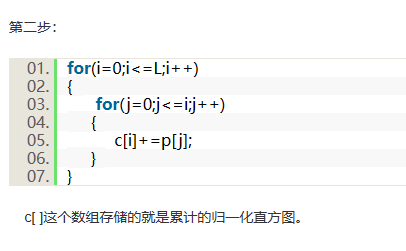 第二步：
01. for(i=0;i<=L;i++)
02. {
03. for(j=0;j<=i;j++)
04. {
05. c[i]+=p[j];
06. }
07. }
c[ ]这个数组存储的就是累计的归一化直方图。